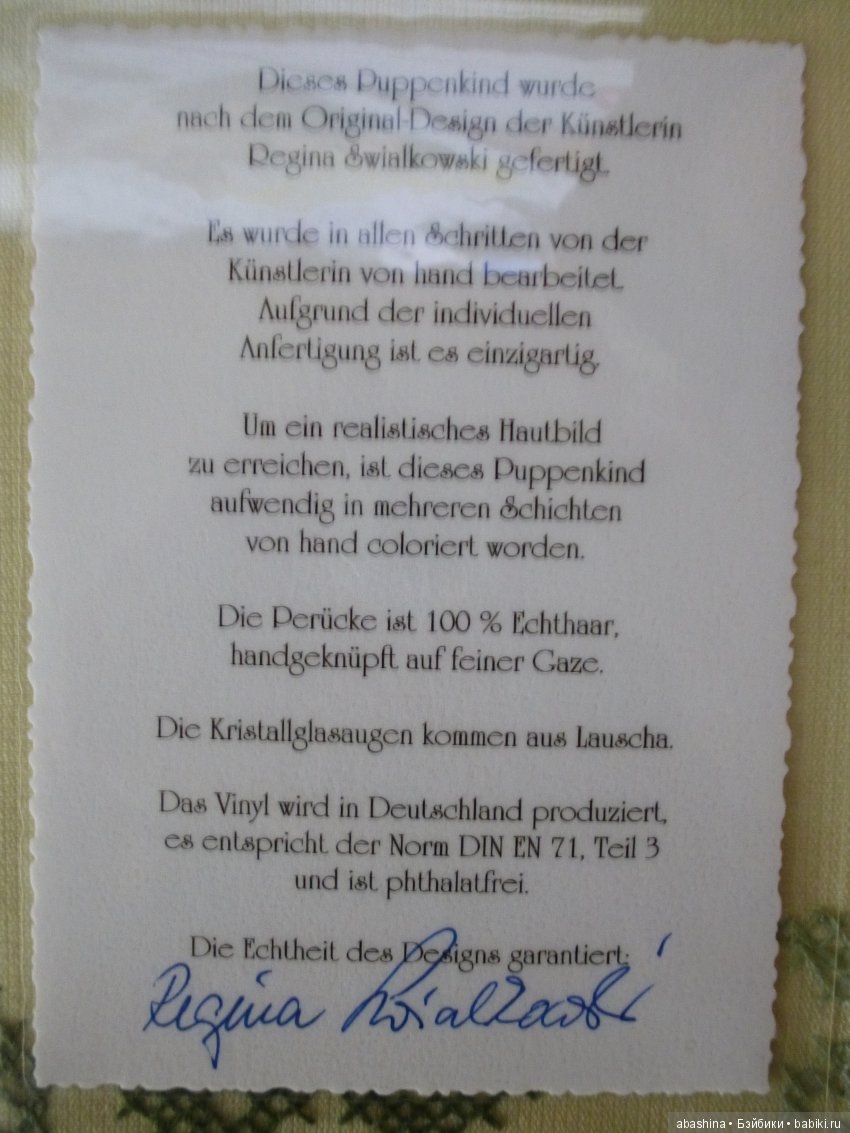 Dieses Puppenkind wurde
nach dem Original-Design der Künstlerin
Regina Swialkowski gefertigt.
Es wurde in allen Schritten von der
Künstlerin von hand bearbeitet.
Aufgrund der individuellen
Anfertigung ist es einzigartig.
Um ein realistisches Hautbild
zu erreichen, ist dieses Puppenkind
aufwendig in mehreren Schichten
von hand coloriert worden.
Die Perücke ist 100 % Echthaar,
handgeknüpft auf feiner Gaze.
Die Kristallglasaugen kommen aus Lauscha.
Das Vinyl wird in Deutschland produziert,
es entspricht der Norm DIN EN 71, Teil 3
und ist phthalatfrei.
Die Echtheit des Designs garantiert:
Regina Swialkowski
abashina • Бэйбики • babiki.ru